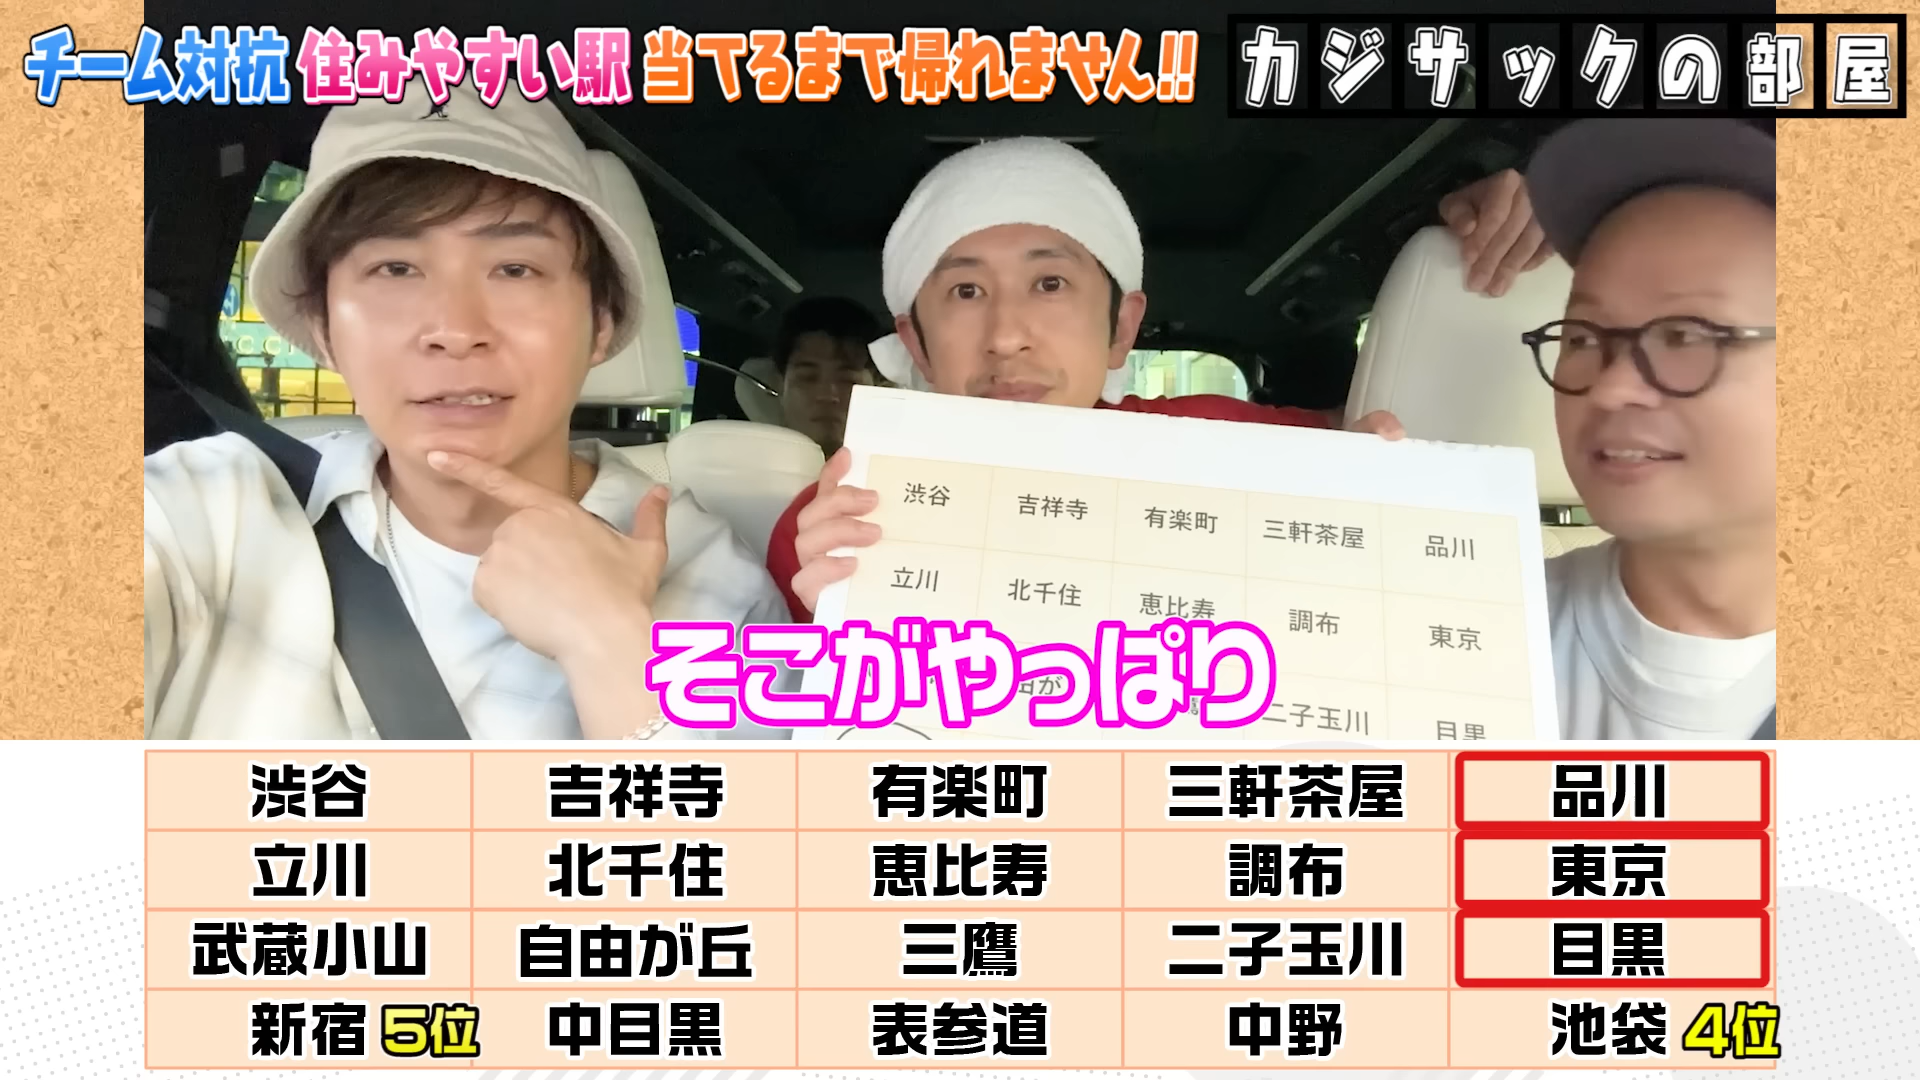 チーム対抗 住みやすい駅 当てるまで帰れません!!
カジサックの部屋
渋谷 吉祥寺 有楽町 三軒茶屋 品川
立川 北千住 恵比寿 調布 東京
二子玉川 目黒
そこがやっぱり
渋谷 吉祥寺 有楽町 三軒茶屋 品川
立川 北千住 恵比寿 調布 東京
武蔵小山 自由が丘 三鷹 二子玉川 目黒
新宿 5位 中目黒 表参道 中野 池袋 4位